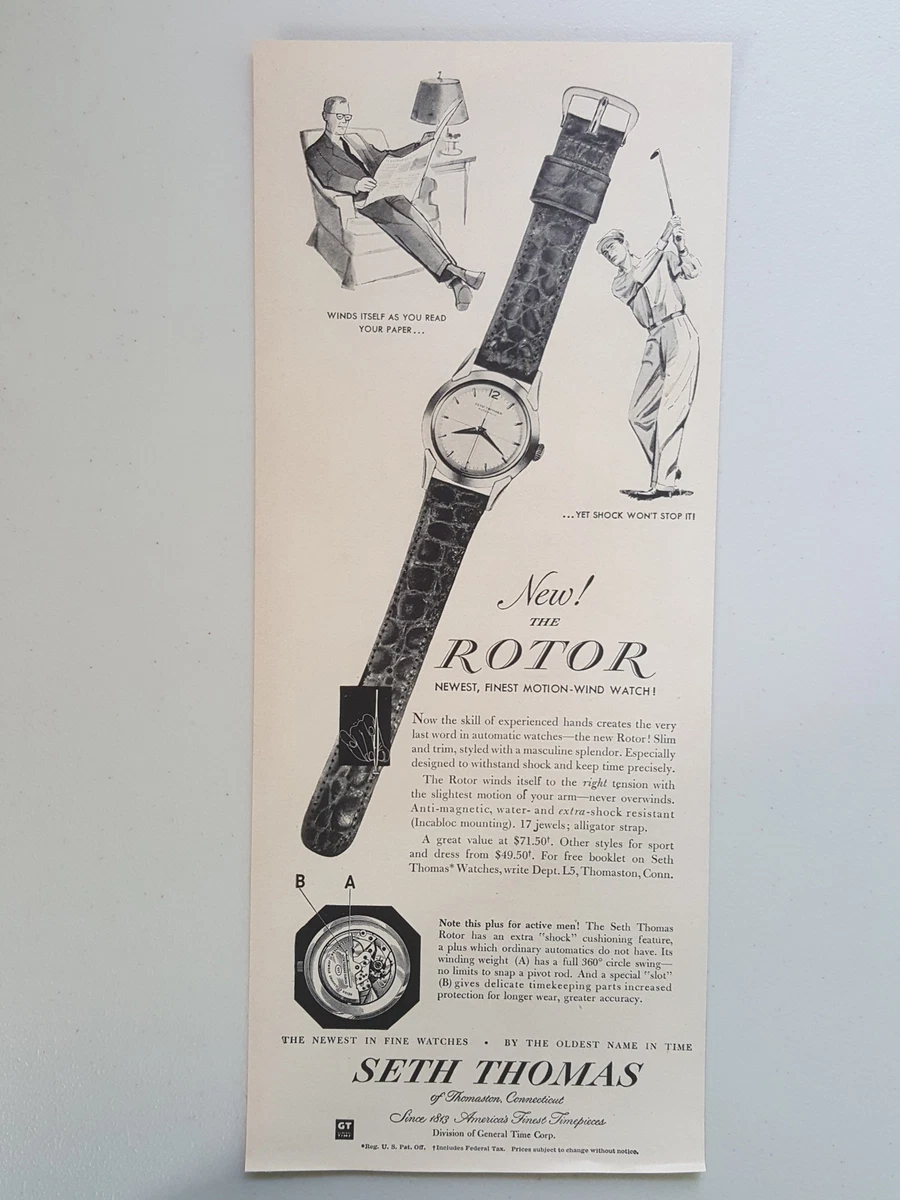 WINDS ITSELF AS YOU READ
YOUR PAPER...
12
...YET SHOCK WON'T STOP IT!
New!
THE
ROTOR
NEWEST, FINEST MOTION-WIND WATCH!
Now the skill of experienced hands creates the very
last word in automatic watches—the new Rotor! Slim
and trim, styled with a masculine splendor. Especially
designed to withstand shock and keep time precisely.
The Rotor winds itself to the right tension with
the slightest motion of your arm—never overwinds.
Anti-magnetic, water- and extra-shock resistant
(Incabloc mounting). 17 jewels; alligator strap.
A great value at $71.50†. Other styles for sport
and dress from $49.50†. For free booklet on Seth
Thomas* Watches, write Dept. L5, Thomaston, Conn.
B A
Note this plus for active men! The Seth Thomas
Rotor has an extra "shock" cushioning feature,
a plus which ordinary automatics do not have. Its
winding weight (A) has a full 360° circle swing—
no limits to snap a pivot rod. And a special "slot"
(B) gives delicate timekeeping parts increased
protection for longer wear, greater accuracy.
THE NEWEST IN FINE WATCHES • BY THE OLDEST NAME IN TIME
SETH THOMAS
of Thomaston, Connecticut
Since 1813 America's Finest Timepieces
GT
Division of General Time Corp.
*Reg. U. S. Pat. Off. †Includes Federal Tax. Prices subject to change without notice.